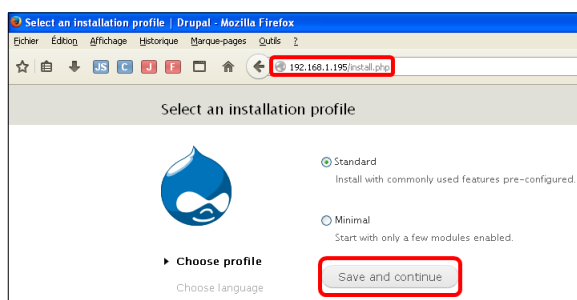 Select an installation profile | Drupal - Mozilla Firefox
Fichier Édition Affichage Historique Marque-pages Outils ?
JS C J F 192.168.1.195/install.php
Select an installation profile
Standard
Install with commonly used features pre-configured.
Minimal
Start with only a few modules enabled.
Choose profile
Save and continue
Choose language